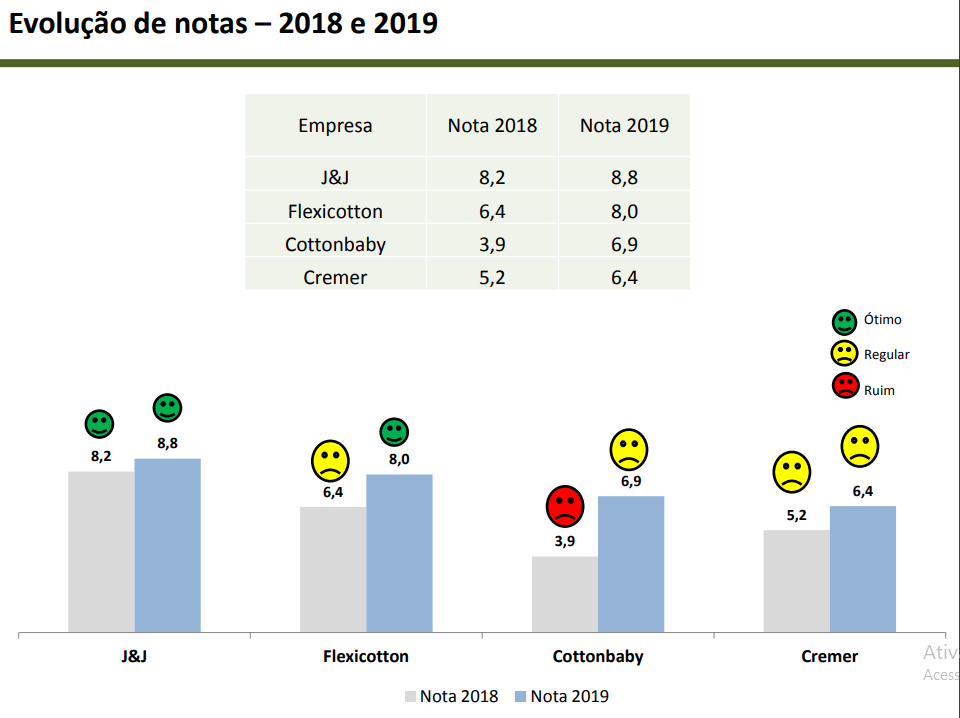 Evolução de notas – 2018 e 2019
Empresa Nota 2018 Nota 2019
J&J 8,2 8,8
Flexicotton 6,4 8,0
Cottonbaby 3,9 6,9
Cremer 5,2 6,4
Ótimo
Regular
Ruim
8,2 8,8
6,4 8,0
3,9 6,9
5,2 6,4
J&J Flexicotton Cottonbaby Cremer
Ativ
Acess
Nota 2018 Nota 2019